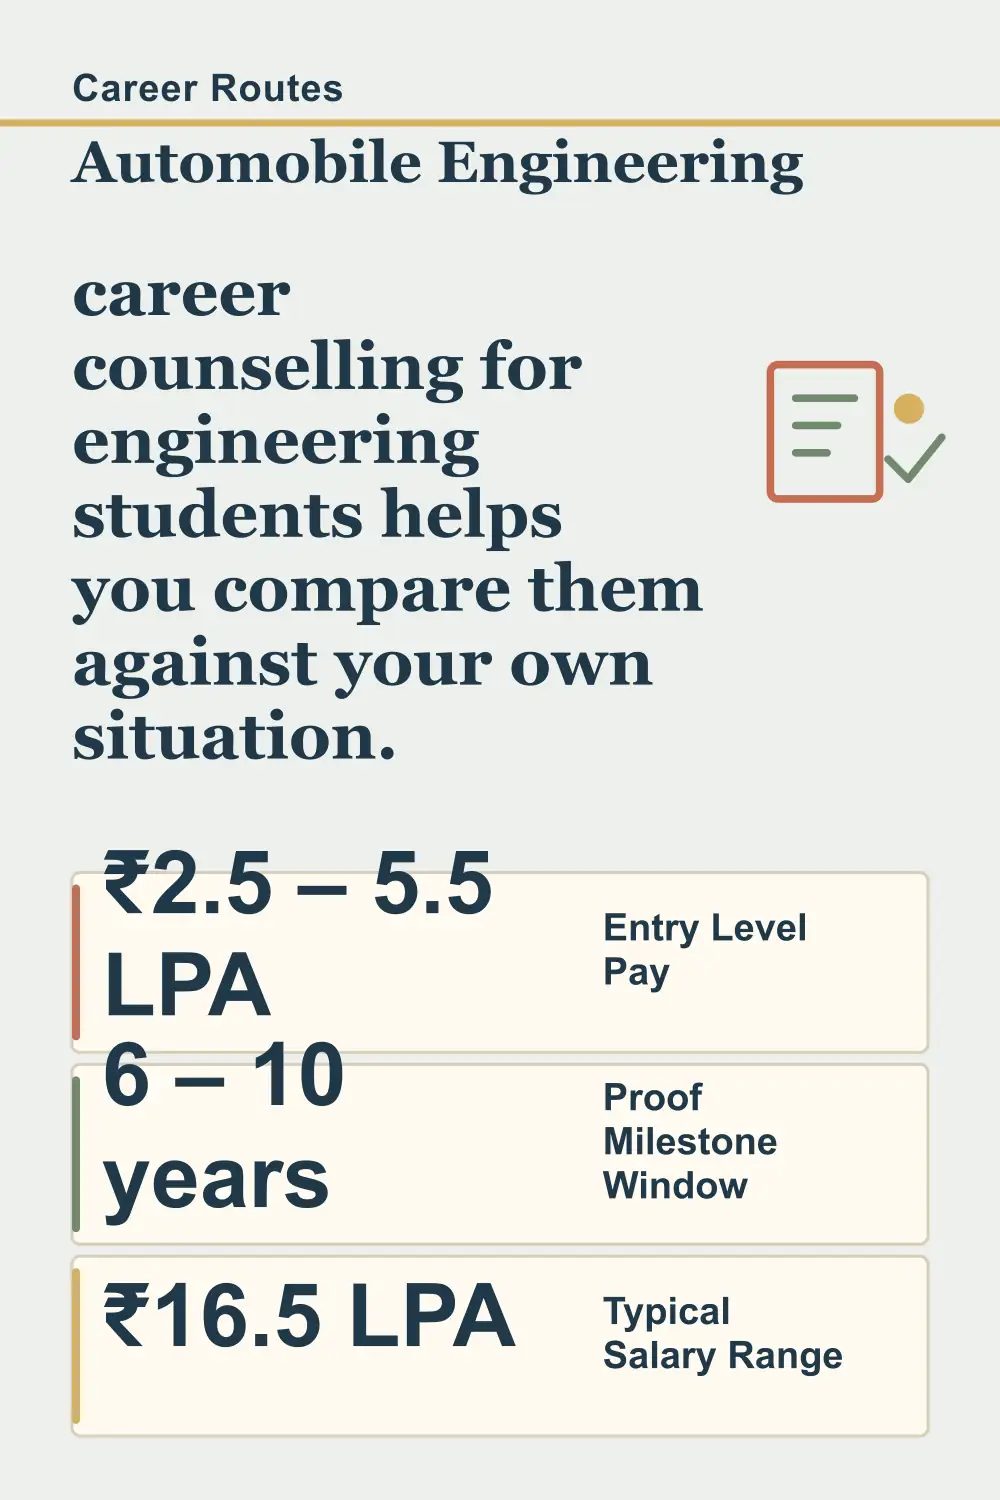 Career Routes
Automobile Engineering
career
counselling for
engineering
students helps
you compare them
against your own
situation.
₹2.5 – 5.5
LPA
Entry Level
Pay
6 – 10
years
Proof
Milestone
Window
₹16.5 LPA
Typical
Salary Range